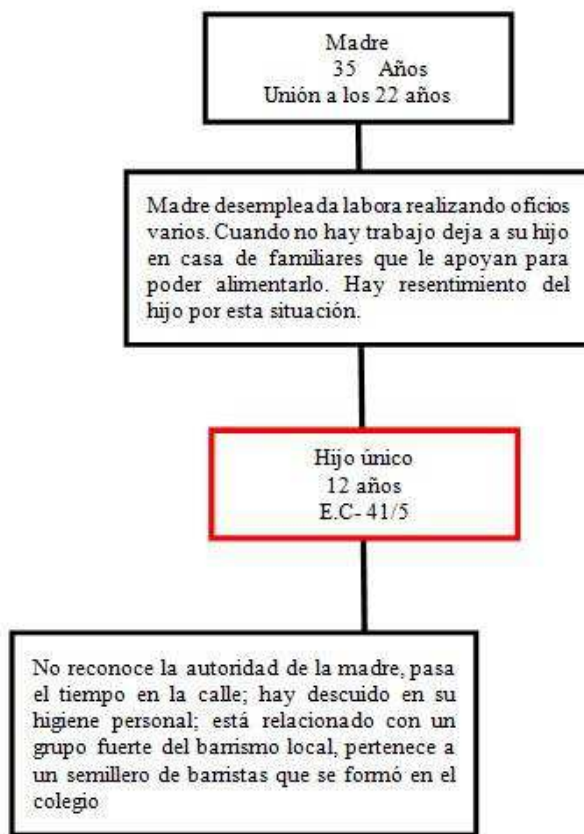 Madre
35 Años
Unión a los 22 años
Madre desempleada labora realizando oficios
varios. Cuando no hay trabajo deja a su hijo
en casa de familiares que le apoyan para
poder alimentarlo. Hay resentimiento del
hijo por esta situación.
Hijo único
12 años
E.C- 41/5
No reconoce la autoridad de la madre, pasa
el tiempo en la calle; hay descuido en su
higiene personal; está relacionado con un
grupo fuerte del barrismo local, pertenece a
un semillero de barristas que se formó en el
colegio